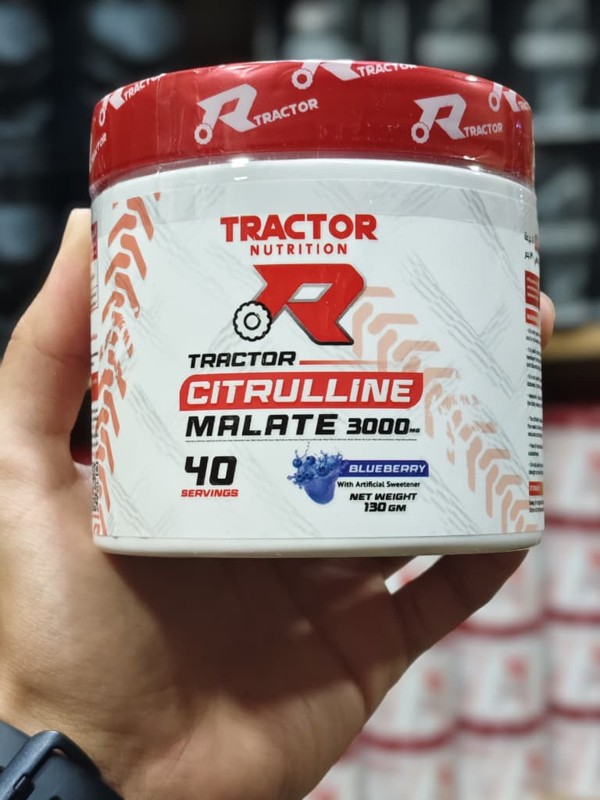 TRACTOR
TRACTOR
TRACTOR
TRACTOR
TRACTOR
NUTRITION
TRACTOR
CITRULLINE
MALATE 3000MG
40
SERVINGS
BLUEBERRY
With Artificial Sweetener
NET WEIGHT
130 GM